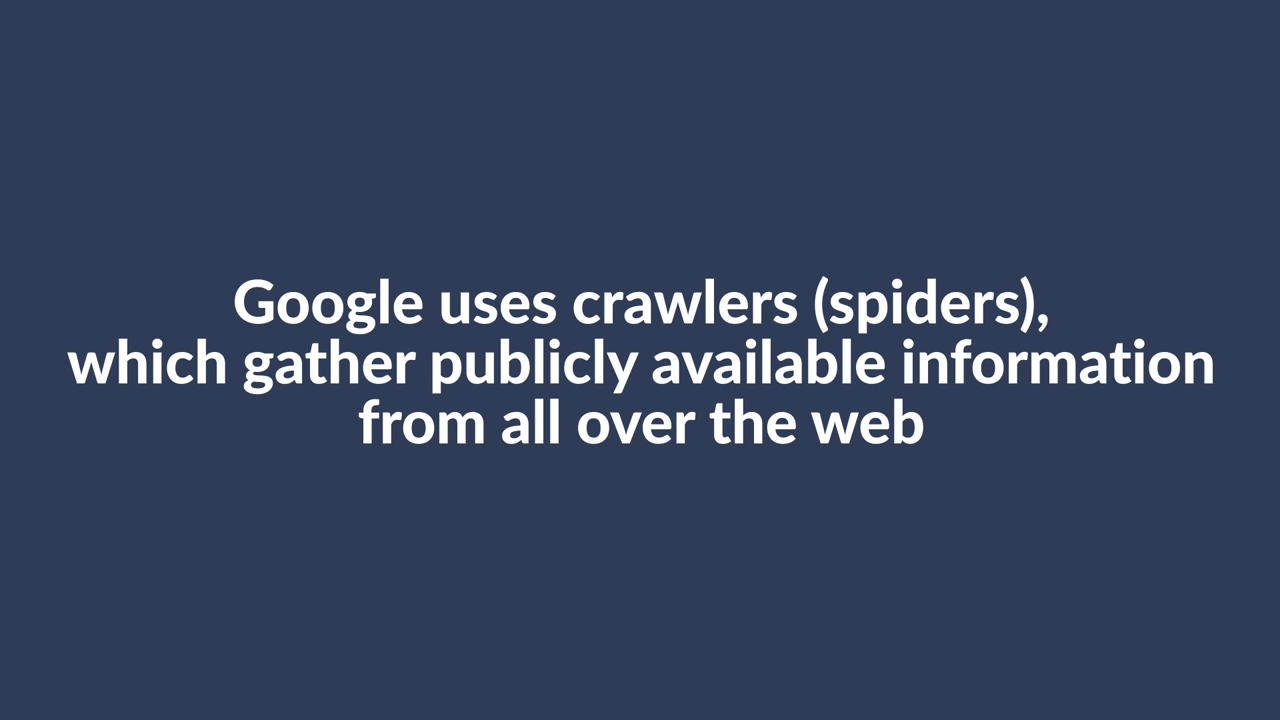 Google uses crawlers (spiders),
which gather publicly available information
from all over the web